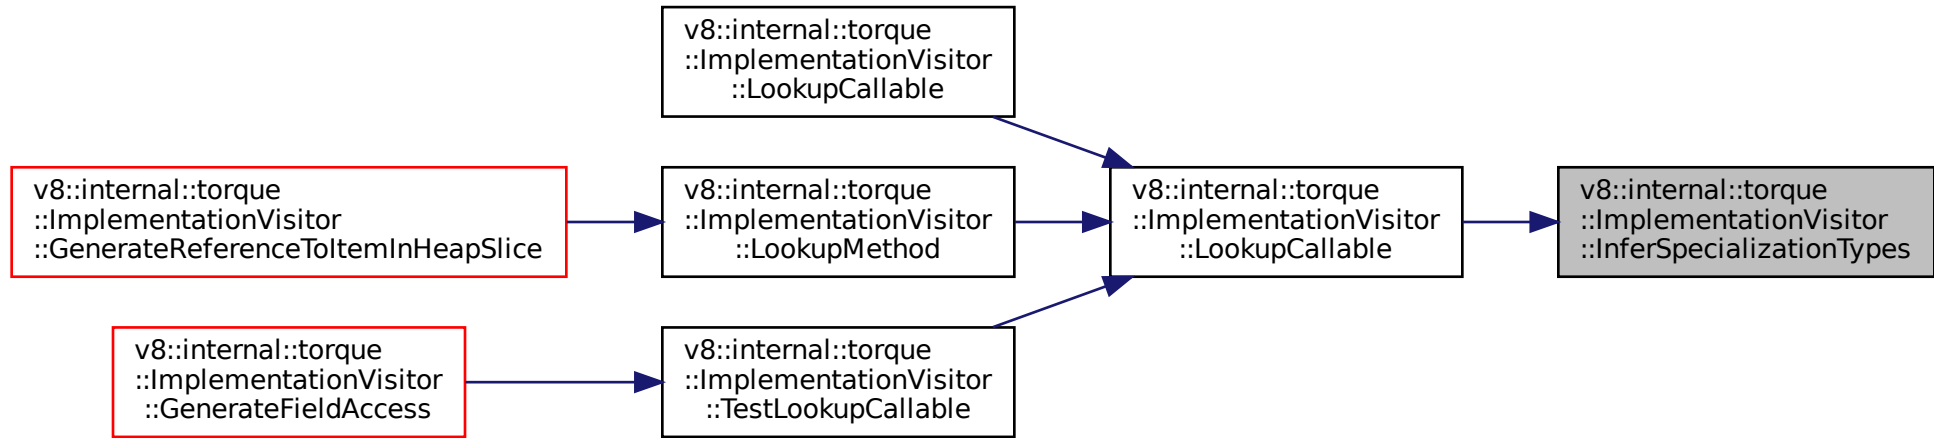 v8::internal::torque
::ImplementationVisitor
::LookupCallable
v8::internal::torque
::ImplementationVisitor
::GenerateReferenceToItemInHeapSlice
v8::internal::torque
::ImplementationVisitor
::LookupMethod
v8::internal::torque
::ImplementationVisitor
::LookupCallable
v8::internal::torque
::ImplementationVisitor
::InferSpecializationTypes
v8::internal::torque
::ImplementationVisitor
::GenerateFieldAccess
v8::internal::torque
::ImplementationVisitor
::TestLookupCallable